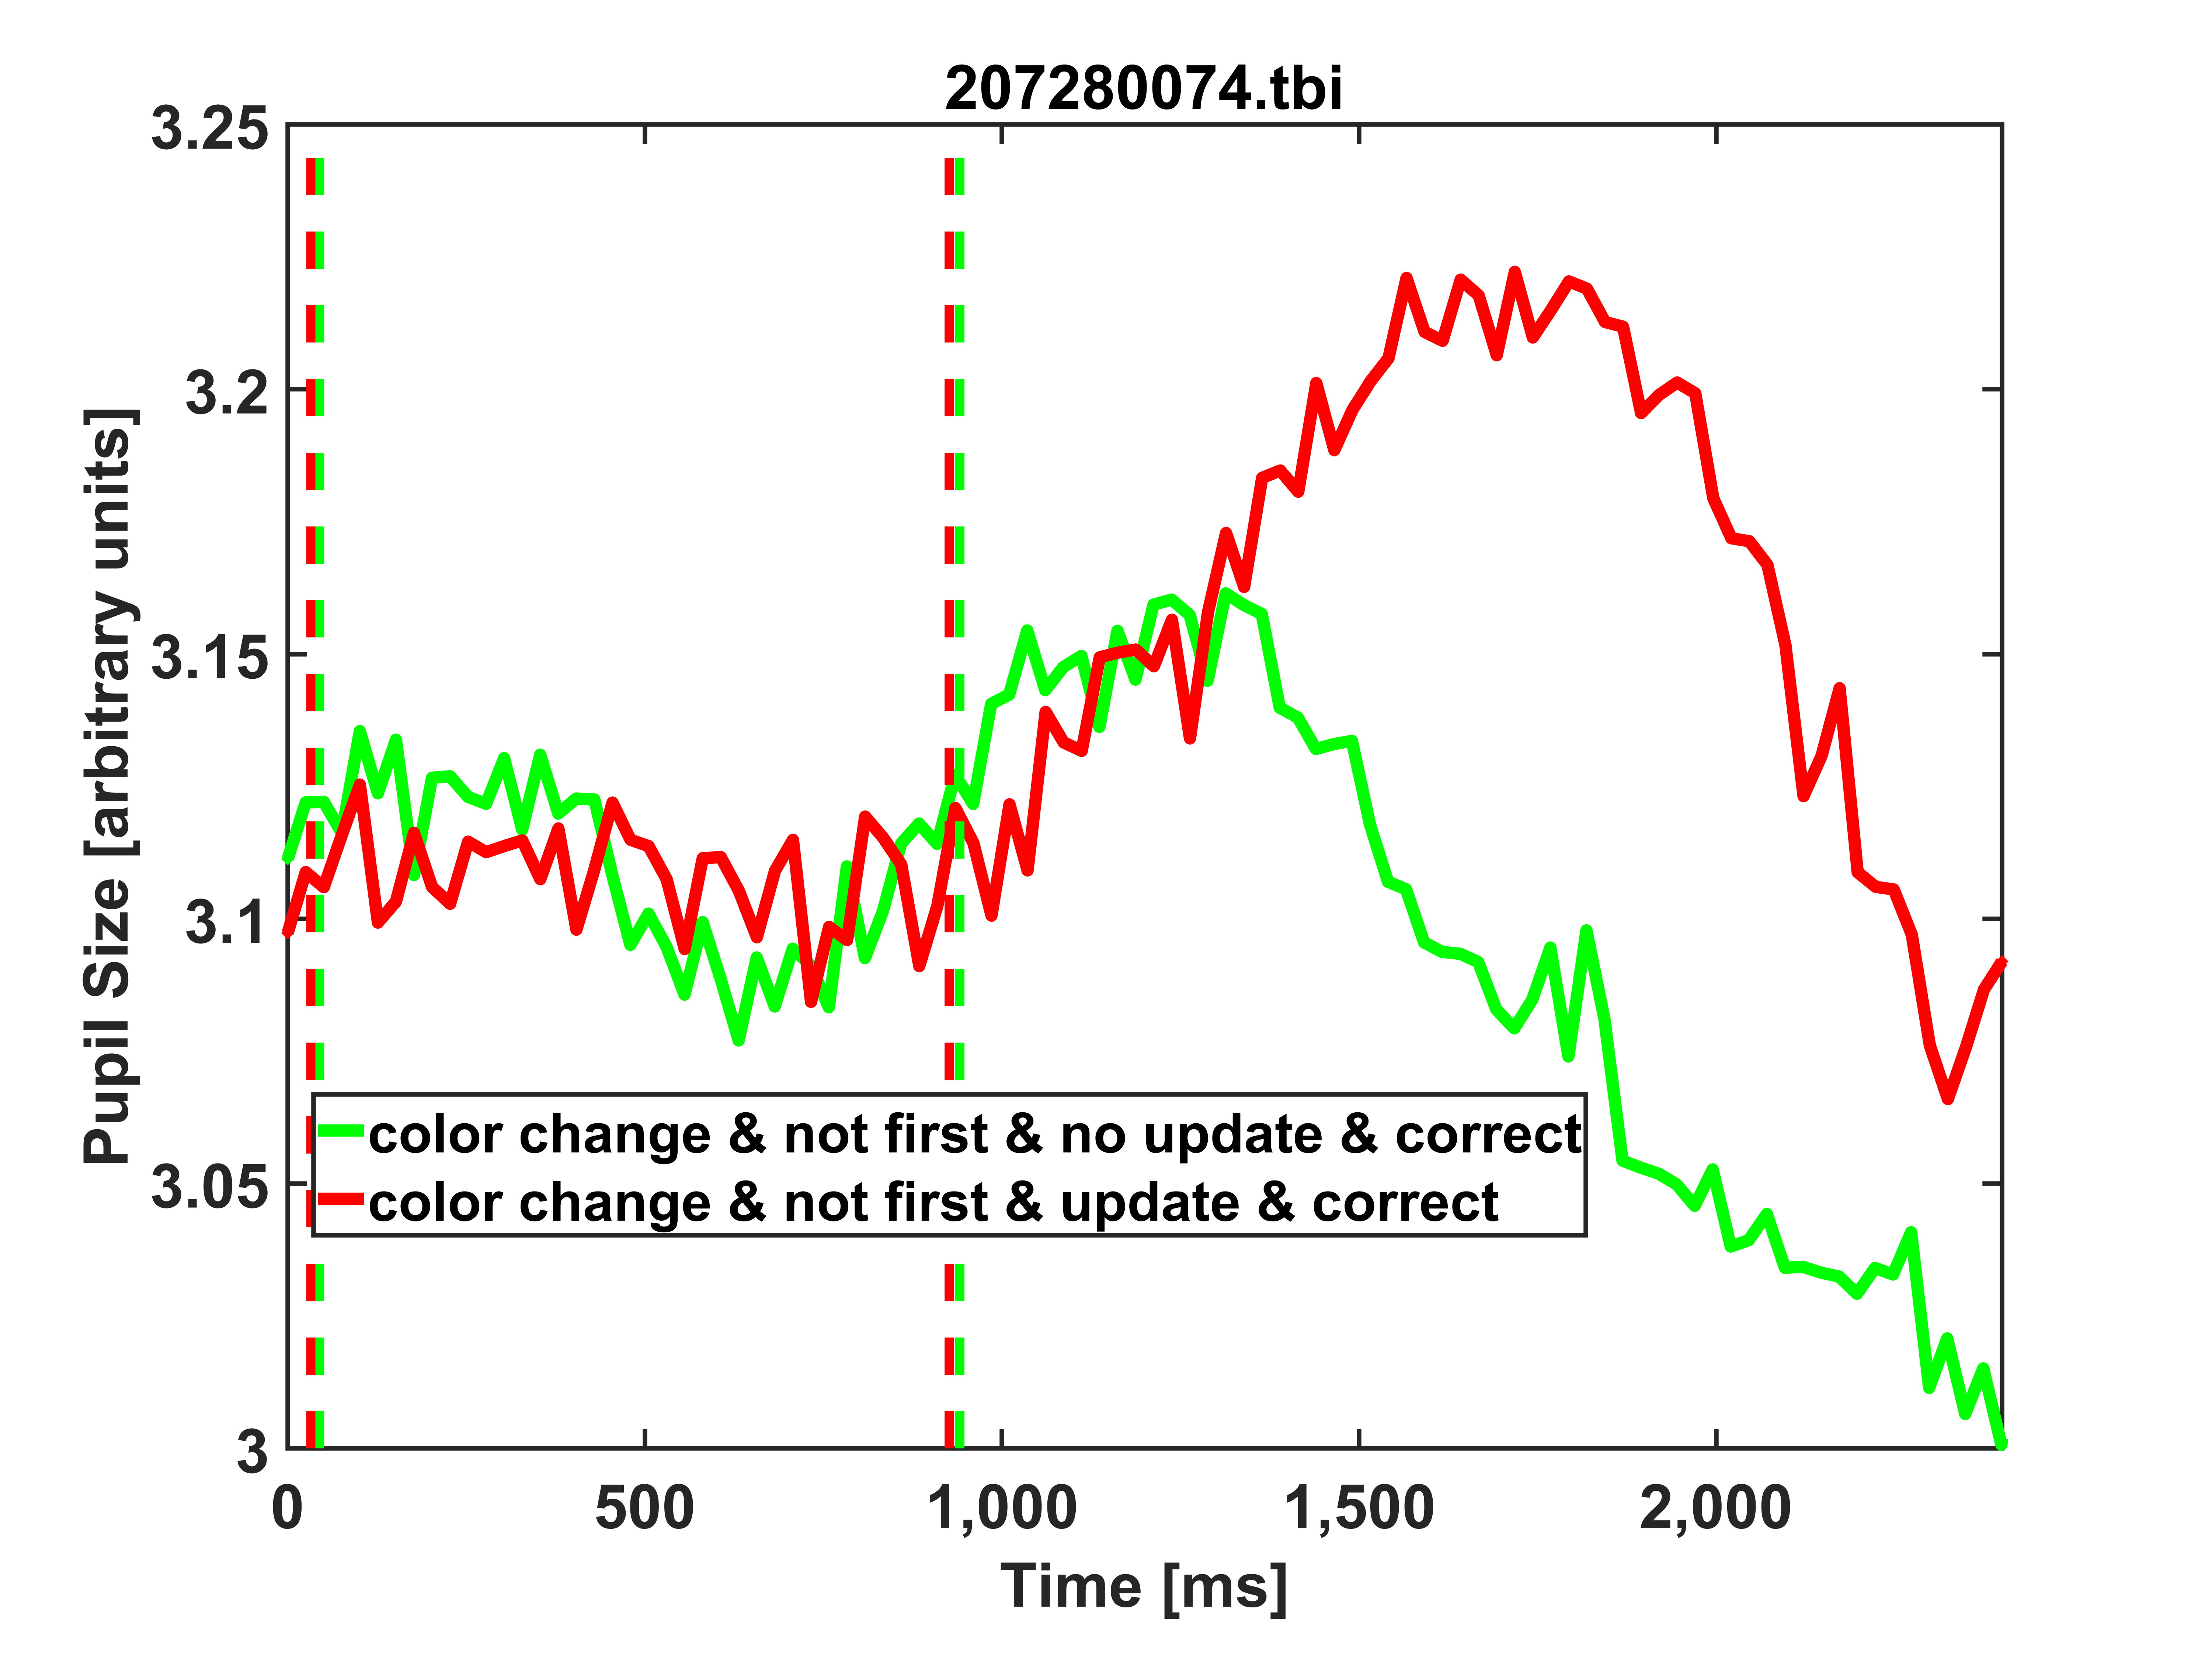 207280074.tbi
3.25
3.2
3.15
3.1
3.05
3
Pupil Size [arbitrary units]
color change & not first & no update & correct
color change & not first & update & correct
0 500 1,000 1,500 2,000
Time [ms]